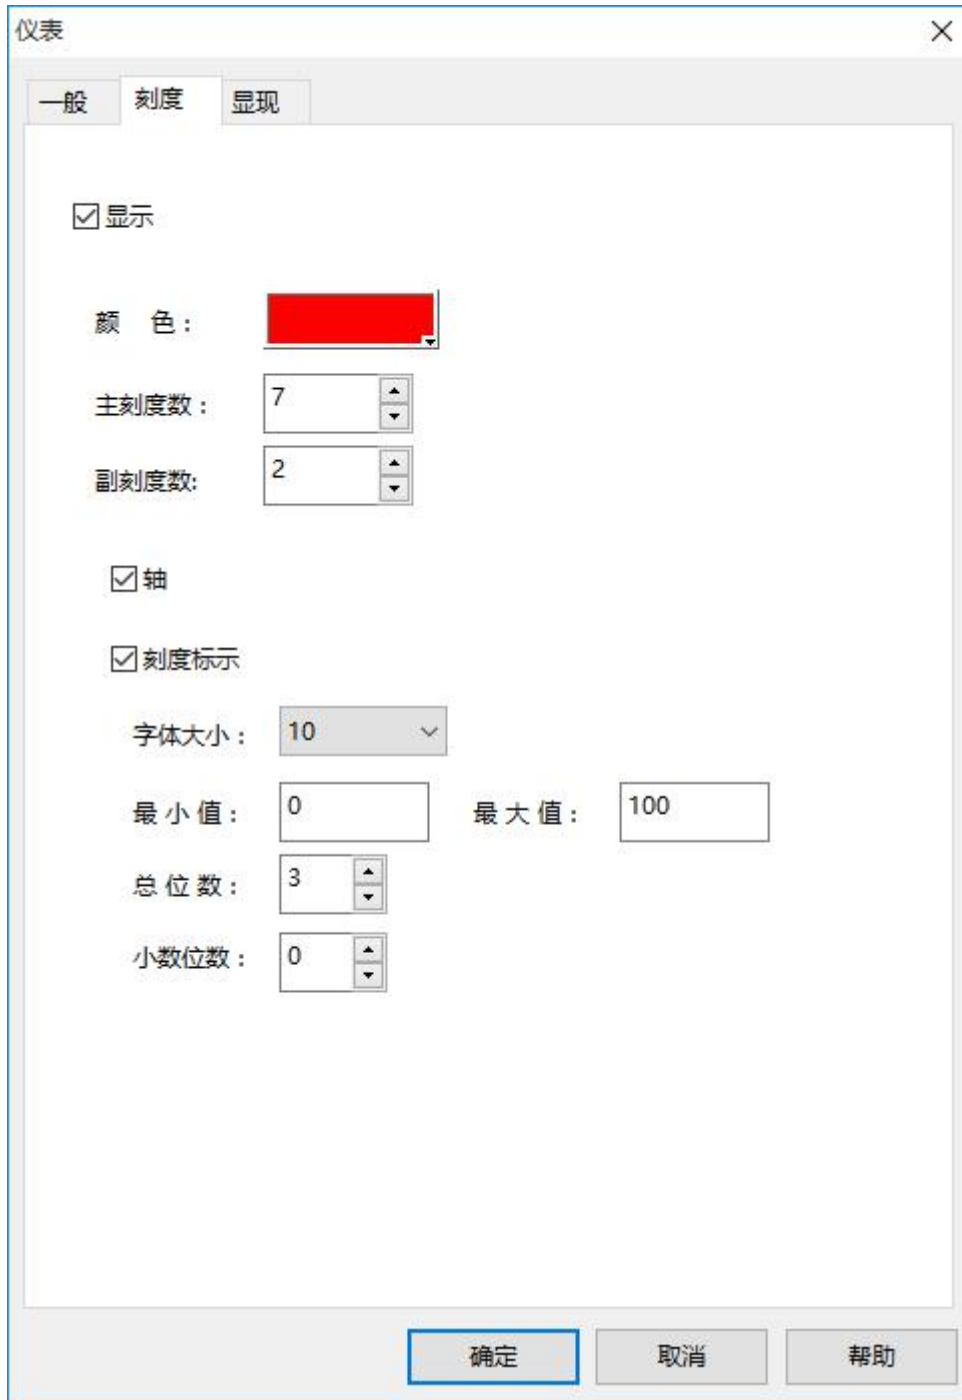 仪表
一般 刻度 显现
显示
颜 色：
主刻度数： 7
副刻度数: 2
轴
刻度标示
字体大小： 10
最 小 值： 0 最 大 值： 100
总 位 数： 3
小数位数： 0
确定 取消 帮助